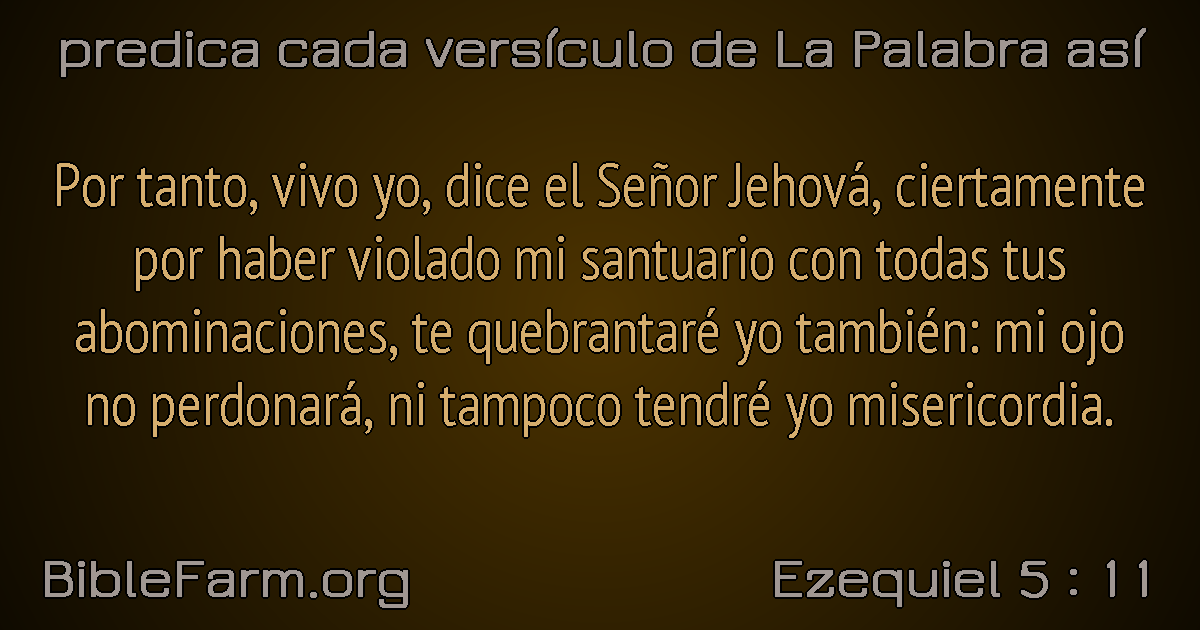 predica cada versículo de La Palabra así
Por tanto, vivo yo, dice el Señor Jehová, ciertamente
por haber violado mi santuario con todas tus
abominaciones, te quebrantaré yo también: mi ojo
no perdonará, ni tampoco tendré yo misericordia.
BibleFarm.org
Ezequiel 5 : 11